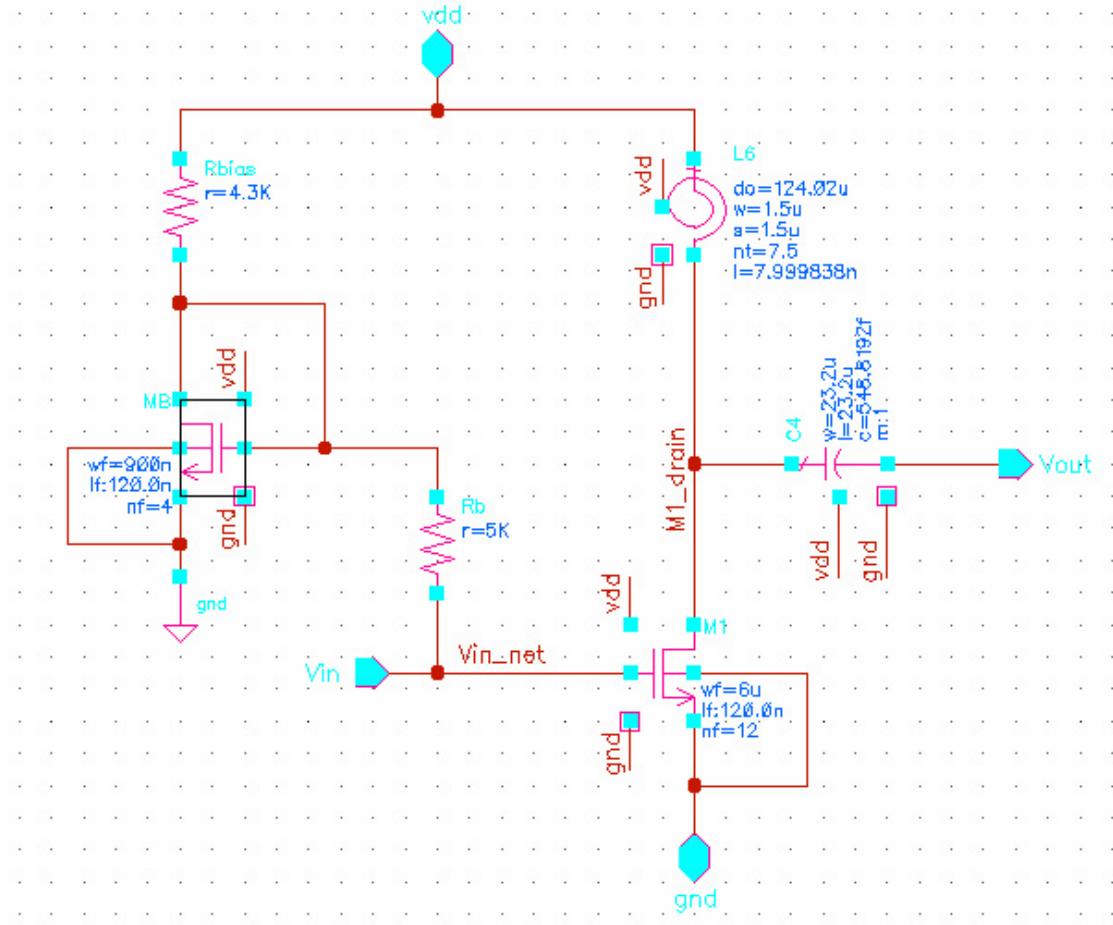 vdd
Rbias
r=4.3K
vdd
gnd
L6
do=124.02u
w=1.5u
s=1.5u
nt=7.5
l=7.999838n
MB
vdd
wf=900n
lf:120.0n
nf=4
gnd
gnd
Rb
r=5K
M1_drain
C4
w=23.2u
l=23.2u
c=548.8192f
m:1
vdd
gnd
Vout
Vin
Vin_net
vdd
gnd
M1
wf=6u
lf:120.0n
nf=12
gnd